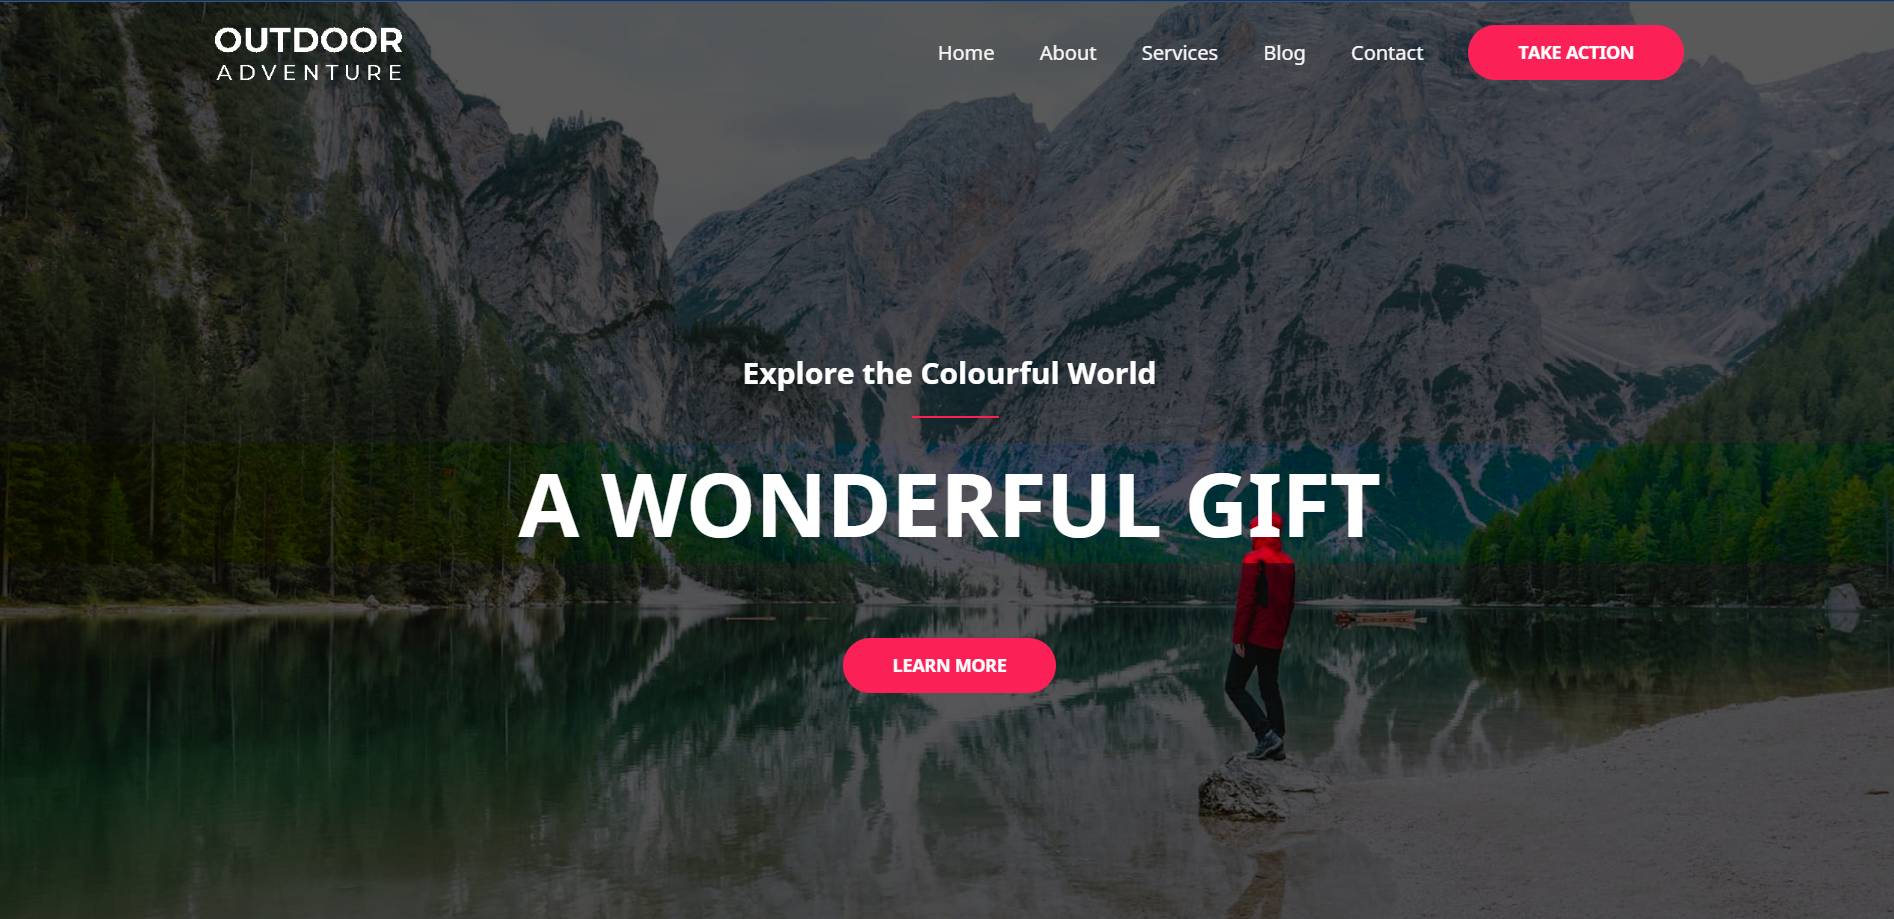 OUTDOOR
ADVENTURE
Home About Services Blog Contact TAKE ACTION
Explore the Colourful World
A WONDERFUL GIFT
LEARN MORE